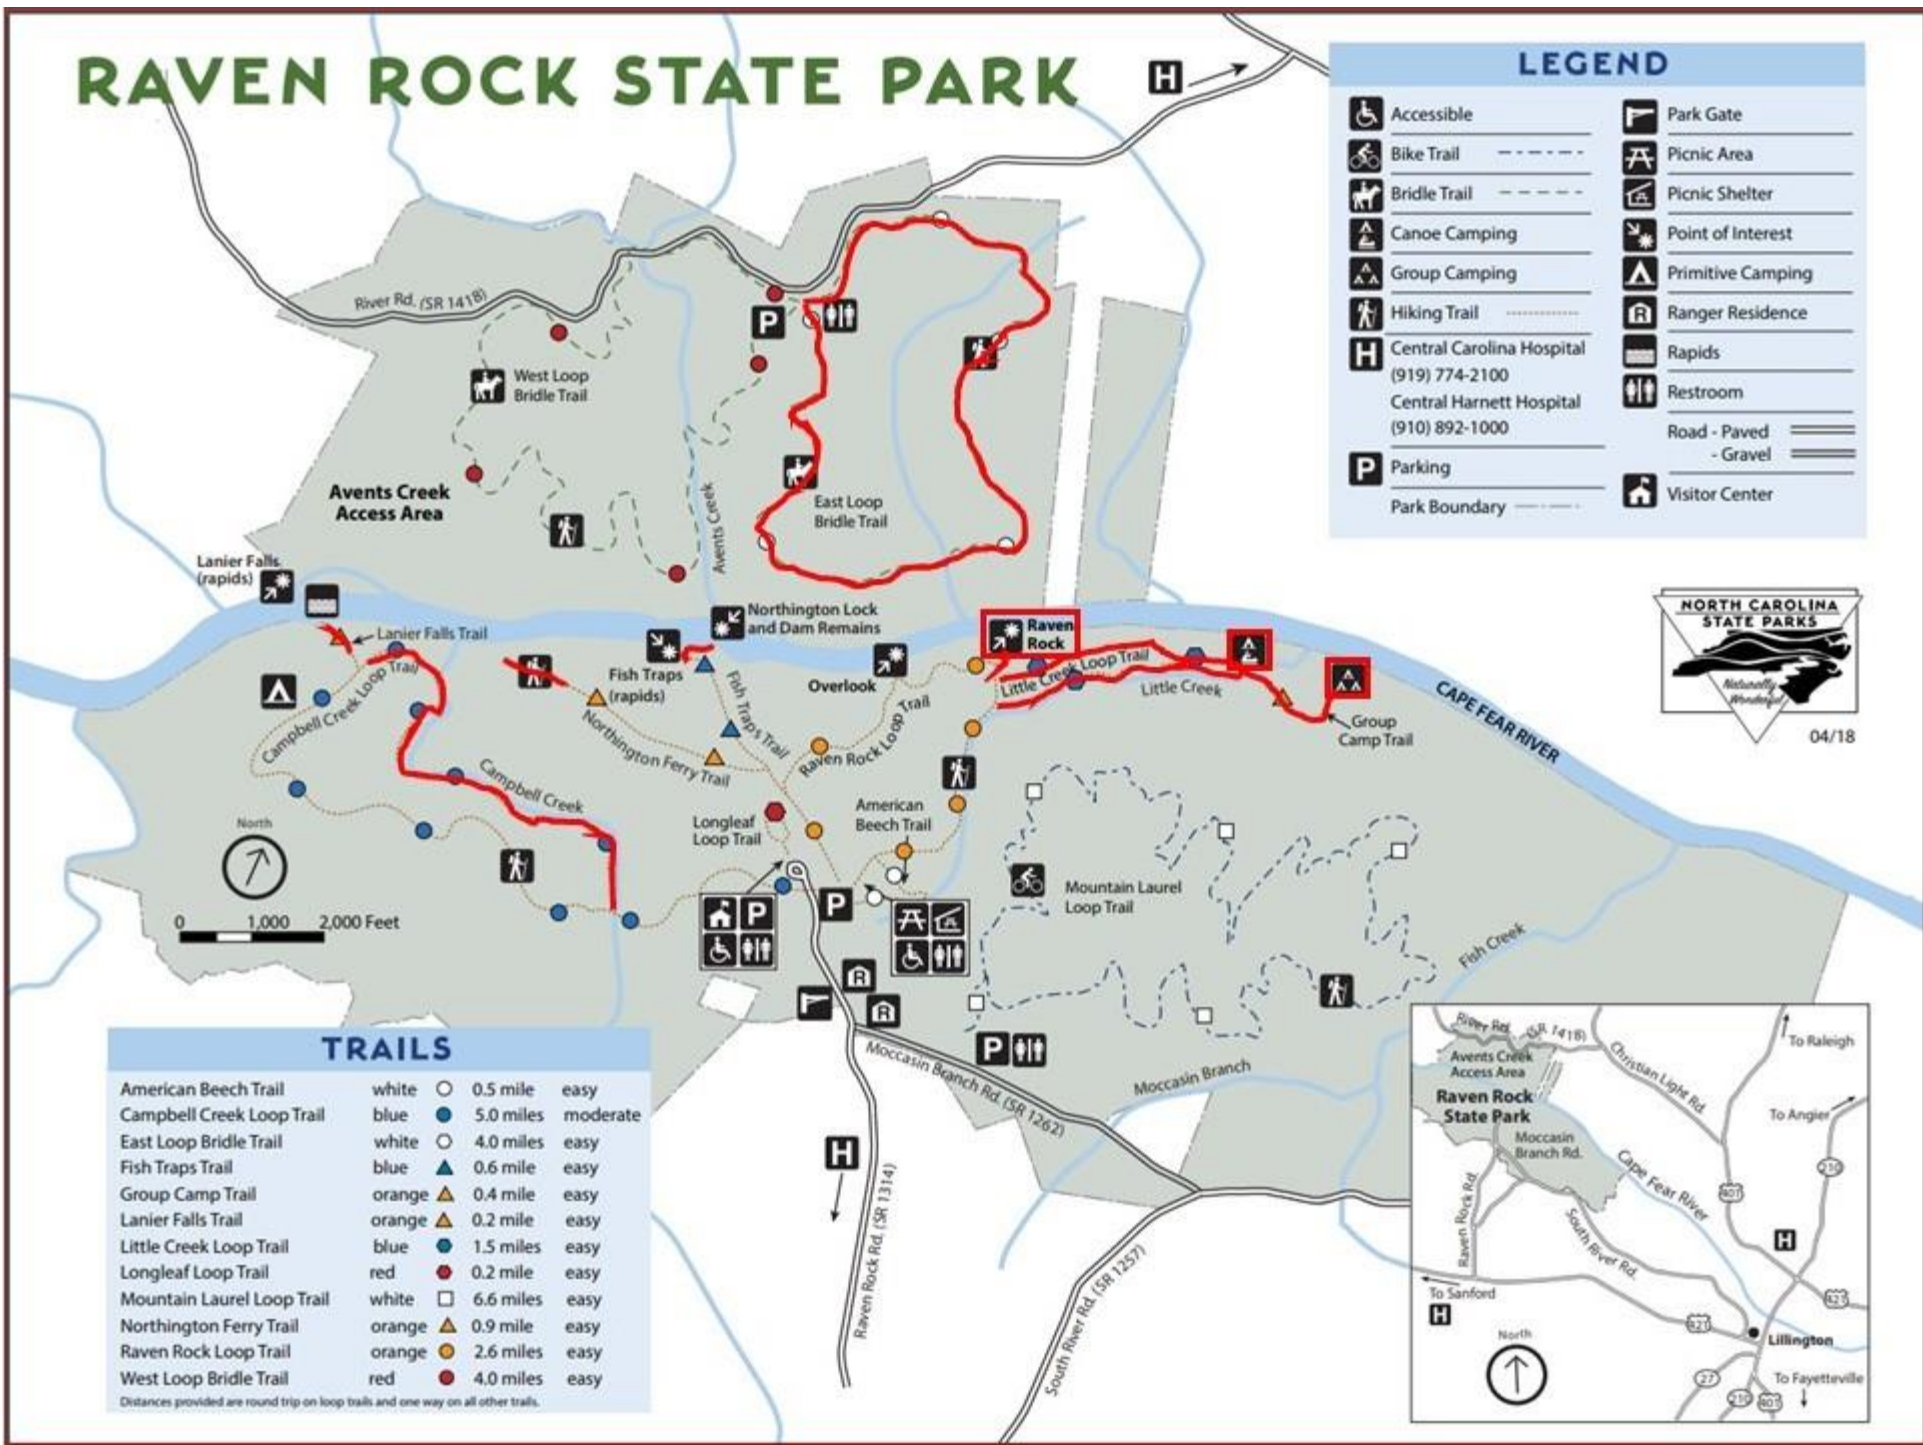 RAVEN ROCK STATE PARK
H
LEGEND
Accessible
Bike Trail
Bridle Trail
Canoe Camping
Group Camping
Hiking Trail
H Central Carolina Hospital
(919) 774-2100
Central Harnett Hospital
(910) 892-1000
P Parking
Park Boundary
Park Gate
Picnic Area
Picnic Shelter
Point of Interest
Primitive Camping
R Ranger Residence
Rapids
Restroom
Road - Paved
- Gravel
Visitor Center
River Rd. (SR 1418)
P
West Loop
Bridle Trail
Avents Creek
Access Area
East Loop
Bridle Trail
Avents Creek
Lanier Falls
(rapids)
Lanier Falls Trail
Northington Lock
and Dam Remains
Fish Traps
(rapids)
Overlook
Raven
Rock
Little Creek Loop Trail
Little Creek
Group
Camp Trail
CAPE FEAR RIVER
NORTH CAROLINA
STATE PARKS
Naturally
Wonderful
04/18
Campbell Creek Loop Trail
Campbell Creek
Northington Ferry Trail
Fish Traps Trail
Raven Rock Loop Trail
Longleaf
Loop Trail
American
Beech Trail
Mountain Laurel
Loop Trail
North
0 1,000 2,000 Feet
P
P
R
R
P
Fish Creek
Moccasin Branch
Moccasin Branch Rd. (SR 1262)
H
Raven Rock Rd. (SR 1314)
South River Rd. (SR 1257)
TRAILS
American Beech Trail white 0.5 mile easy
Campbell Creek Loop Trail blue 5.0 miles moderate
East Loop Bridle Trail white 4.0 miles easy
Fish Traps Trail blue 0.6 mile easy
Group Camp Trail orange 0.4 mile easy
Lanier Falls Trail orange 0.2 mile easy
Little Creek Loop Trail blue 1.5 miles easy
Longleaf Loop Trail red 0.2 mile easy
Mountain Laurel Loop Trail white 6.6 miles easy
Northington Ferry Trail orange 0.9 mile easy
Raven Rock Loop Trail orange 2.6 miles easy
West Loop Bridle Trail red 4.0 miles easy
Distances provided are round trip on loop trails and one way on all other trails.
River Rd. (SR 1418)
To Raleigh
Avents Creek
Access Area
Christian Light Rd.
Raven Rock
State Park
To Angier
Moccasin
Branch Rd.
210
Cape Fear River
401
Raven Rock Rd.
South River Rd.
H
To Sanford
H
421
421
Lillington
North
27
To Fayetteville
210
401